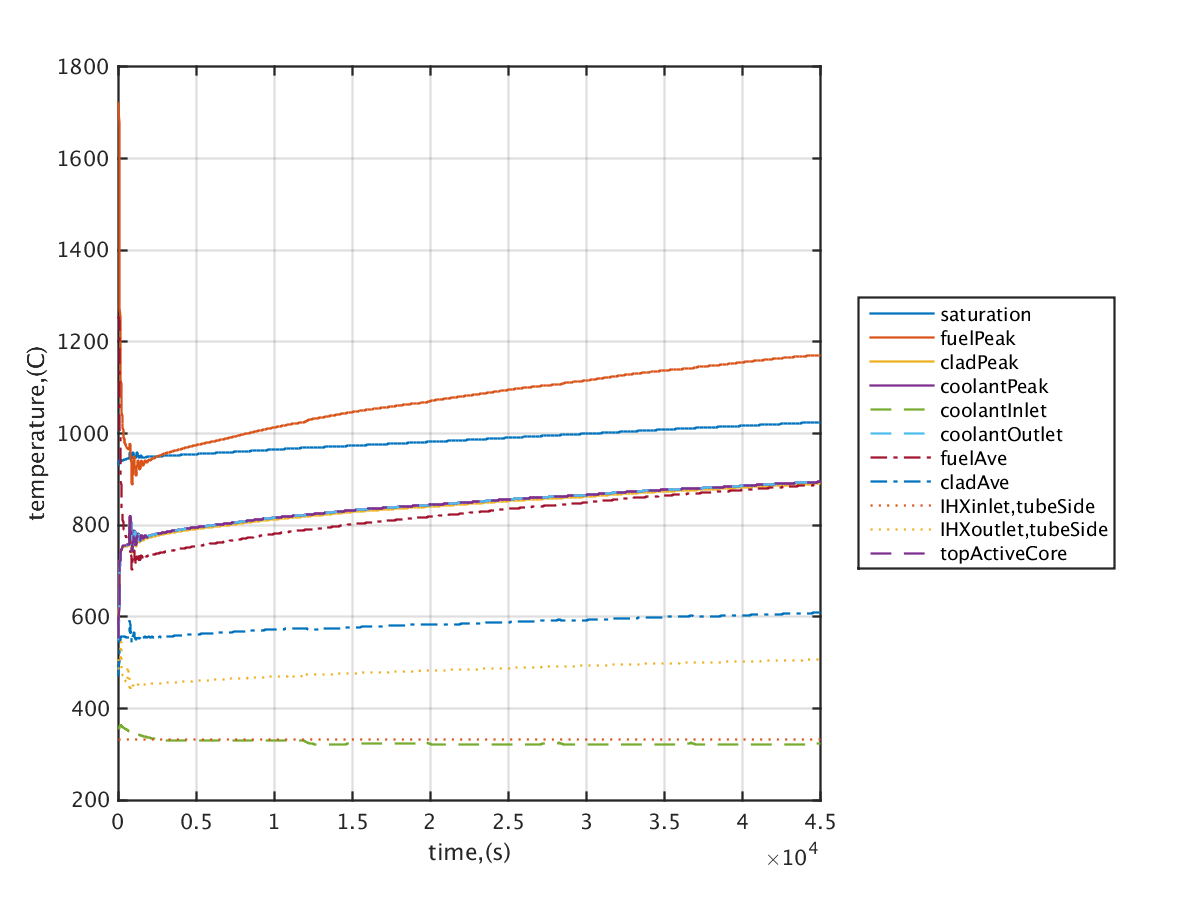 1800
1600
1400
1200
1000
800
600
400
200
temperature,(C)
0 0.5 1 1.5 2 2.5 3 3.5 4 4.5
time,(s)
×10⁴
saturation
fuelPeak
cladPeak
coolantPeak
coolantInlet
coolantOutlet
fuelAve
cladAve
IHXinlet,tubeSide
IHXoutlet,tubeSide
topActiveCore